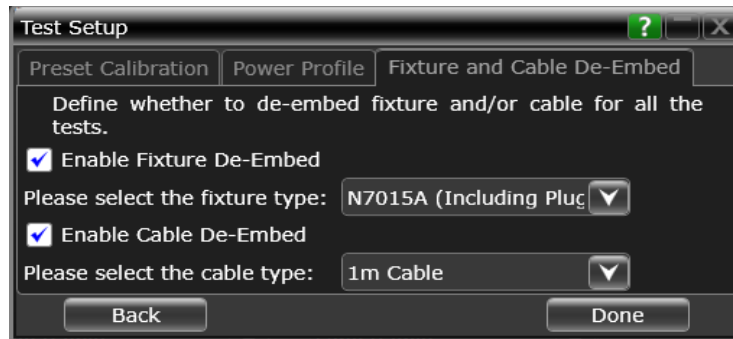 Test Setup
?
X
Preset Calibration
Power Profile
Fixture and Cable De-Embed
Define whether to de-embed fixture and/or cable for all the
tests.
Enable Fixture De-Embed
Please select the fixture type: N7015A (Including Plug
Enable Cable De-Embed
Please select the cable type: 1m Cable
Back
Done